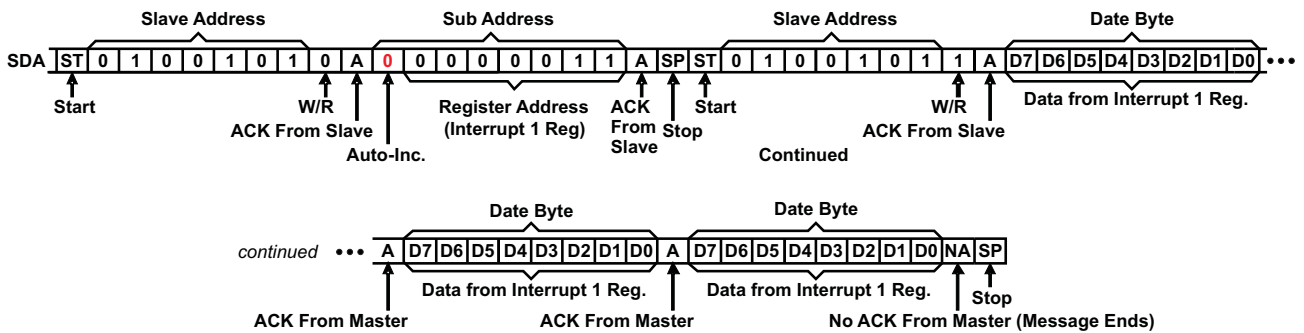 Slave Address Sub Address Slave Address Date Byte
SDA ST 0 1 0 0 1 0 1 0 A 0 0 0 0 0 0 1 1 A SP ST 0 1 0 0 1 0 1 1 A D7 D6 D5 D4 D3 D2 D1 D0 •••
Start W/R Register Address ACK Stop Start W/R Data from Interrupt 1 Reg.
ACK From Slave (Interrupt 1 Reg) From ACK From Slave
Auto-Inc. Slave Continued
Date Byte Date Byte
continued ••• A D7 D6 D5 D4 D3 D2 D1 D0 A D7 D6 D5 D4 D3 D2 D1 D0 NA SP
Data from Interrupt 1 Reg. Data from Interrupt 1 Reg. Stop
ACK From Master ACK From Master No ACK From Master (Message Ends)